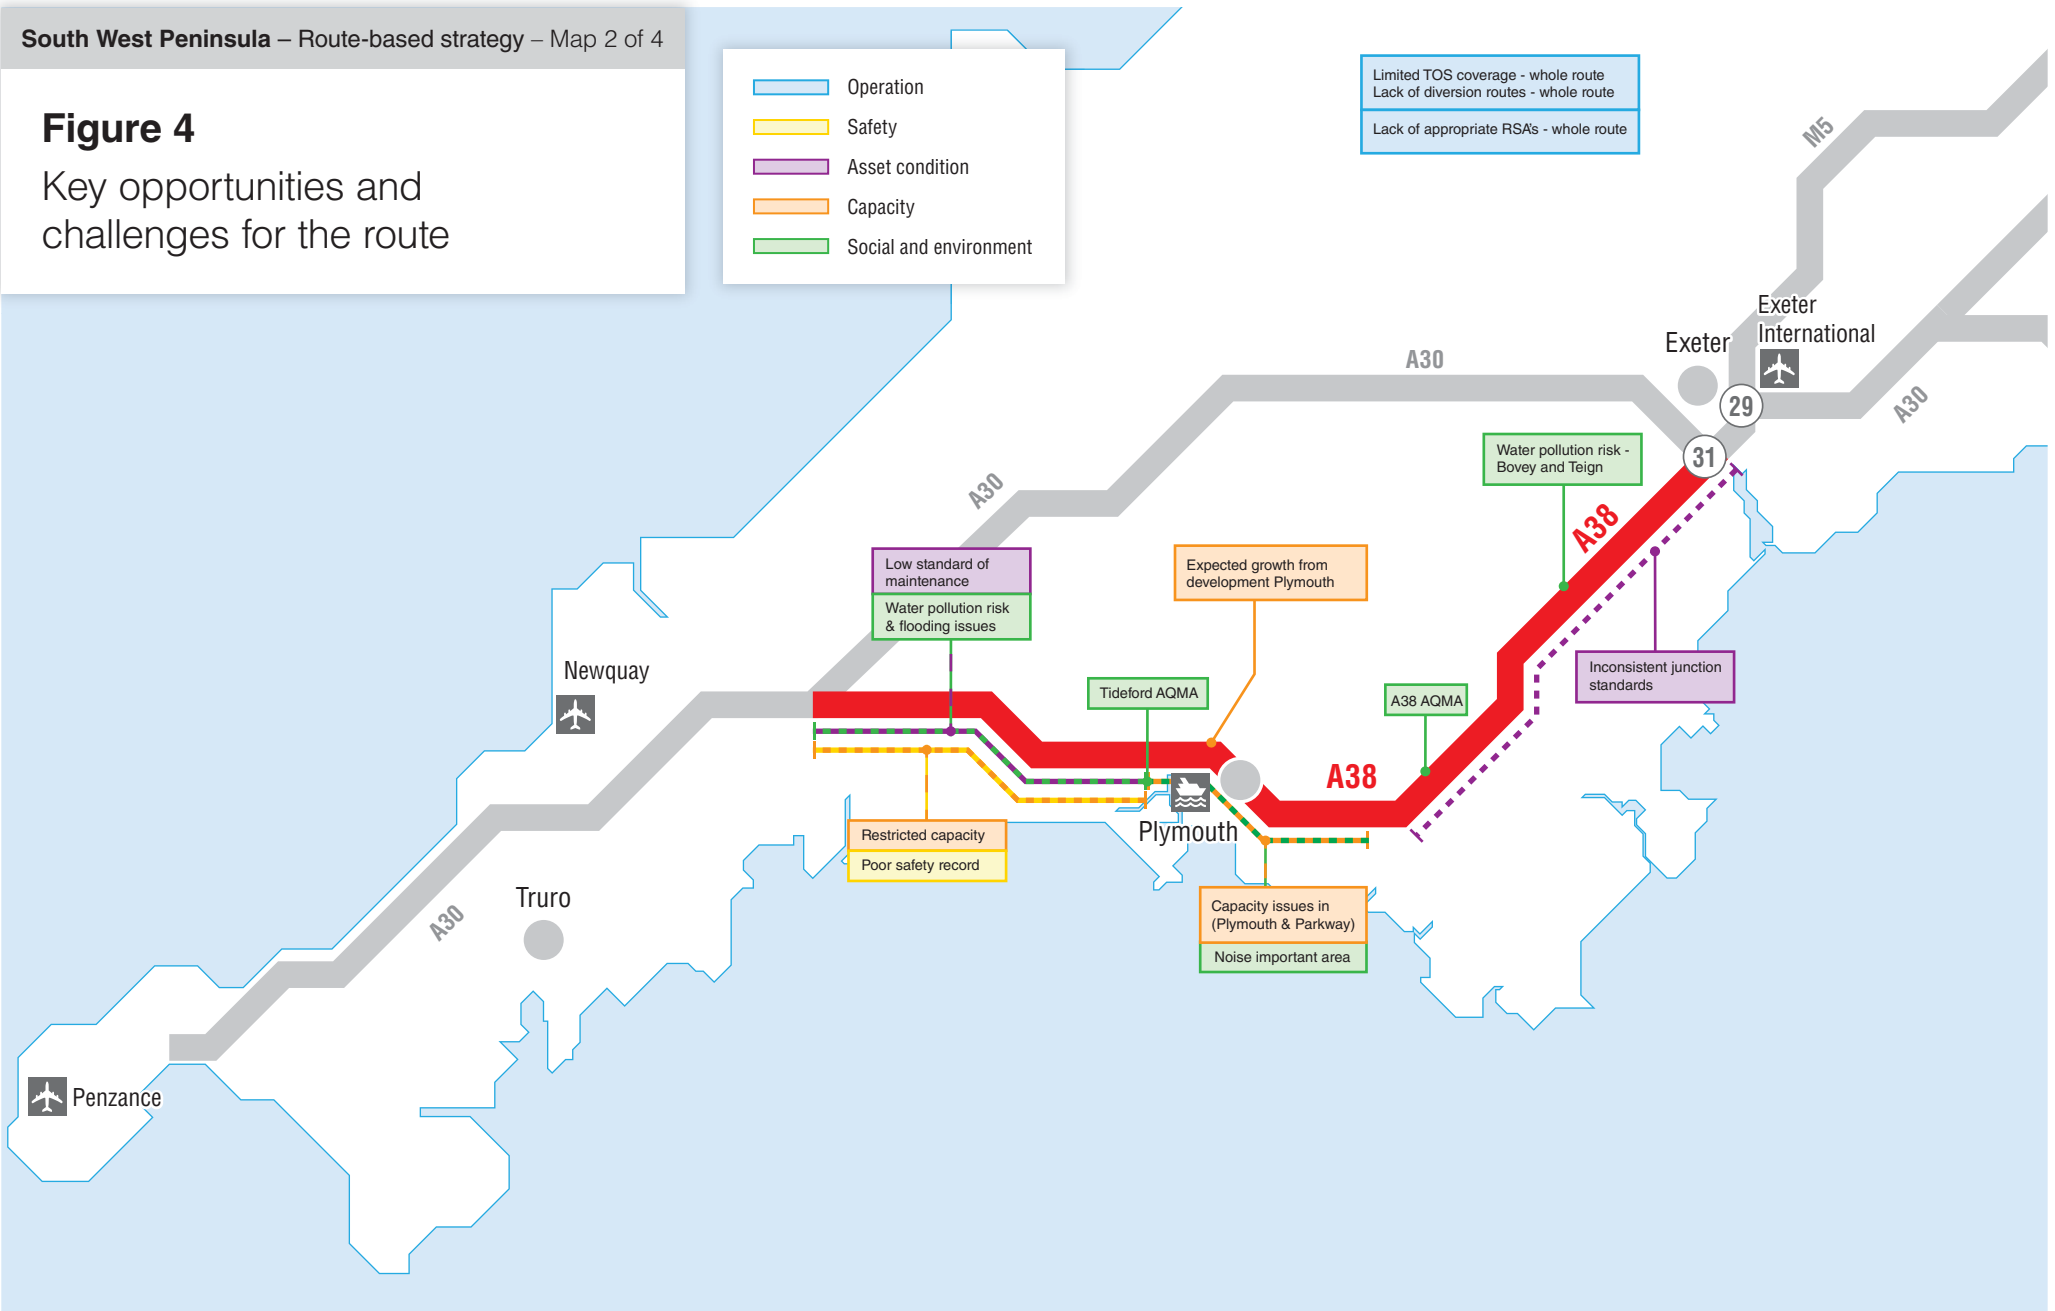 South West Peninsula – Route-based strategy – Map 2 of 4
Figure 4
Key opportunities and
challenges for the route
Operation
Safety
Asset condition
Capacity
Social and environment
Limited TOS coverage - whole route
Lack of diversion routes - whole route
Lack of appropriate RSA's - whole route
M5
Exeter
International
Exeter
29
A30
A30
31
Water pollution risk -
Bovey and Teign
A38
A30
Low standard of
maintenance
Water pollution risk
& flooding issues
Expected growth from
development Plymouth
Newquay
Tideford AQMA
A38 AQMA
Inconsistent junction
standards
A38
Plymouth
Restricted capacity
Poor safety record
Truro
A30
Capacity issues in
(Plymouth & Parkway)
Noise important area
Penzance